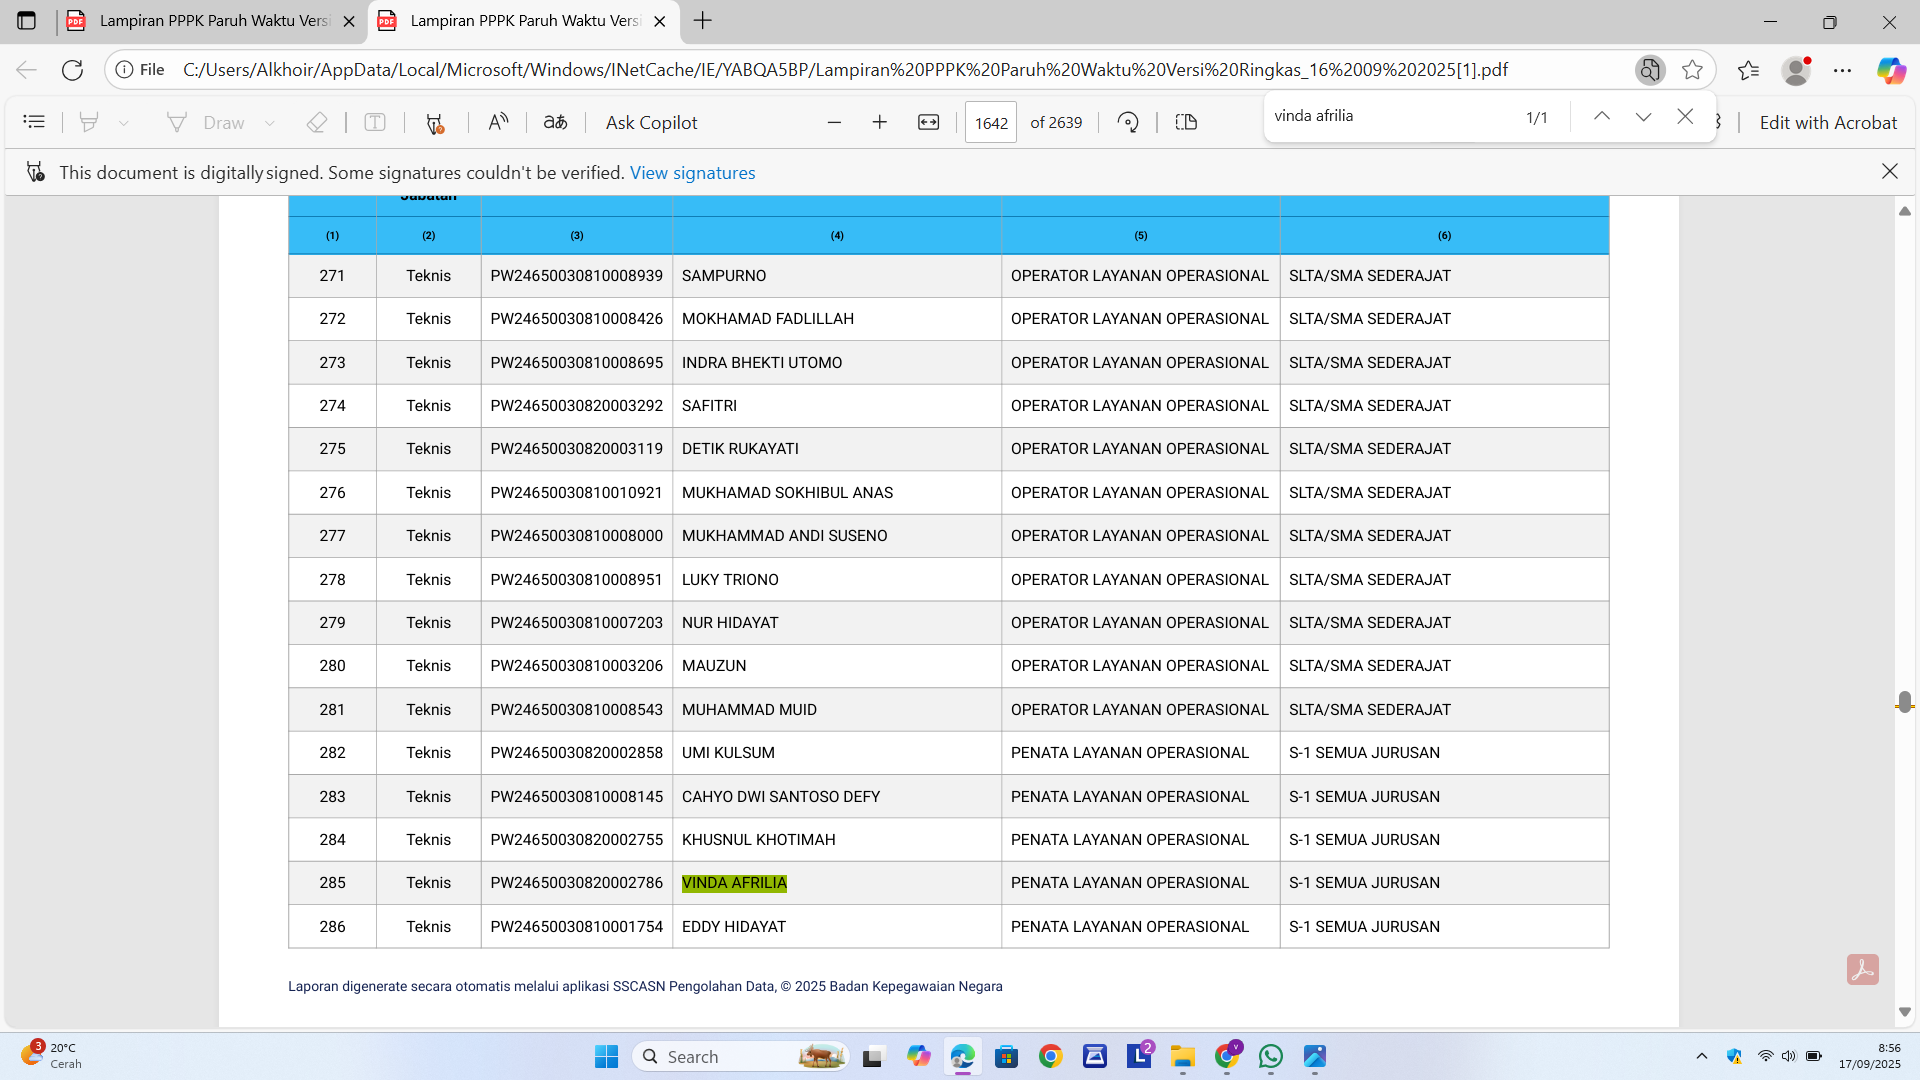 Lampiran PPPK Paruh Waktu Versi
Lampiran PPPK Paruh Waktu Versi
File C:/Users/Alkhoir/AppData/Local/Microsoft/Windows/INetCache/IE/YABQA5BP/Lampiran%20PPPK%20Paruh%20Waktu%20Versi%20Ringkas_16%2009%202025[1].pdf
Draw
Ask Copilot
1642 of 2639
vinda afrilia 1/1
Edit with Acrobat
This document is digitally signed. Some signatures couldn't be verified. View signatures
Jabatan
(1) (2) (3) (4) (5) (6)
271 Teknis PW24650030810008939 SAMPURNO OPERATOR LAYANAN OPERASIONAL SLTA/SMA SEDERAJAT
272 Teknis PW24650030810008426 MOKHAMAD FADLILLAH OPERATOR LAYANAN OPERASIONAL SLTA/SMA SEDERAJAT
273 Teknis PW24650030810008695 INDRA BHEKTI UTOMO OPERATOR LAYANAN OPERASIONAL SLTA/SMA SEDERAJAT
274 Teknis PW24650030820003292 SAFITRI OPERATOR LAYANAN OPERASIONAL SLTA/SMA SEDERAJAT
275 Teknis PW24650030820003119 DETIK RUKAYATI OPERATOR LAYANAN OPERASIONAL SLTA/SMA SEDERAJAT
276 Teknis PW24650030810010921 MUKHAMAD SOKHIBUL ANAS OPERATOR LAYANAN OPERASIONAL SLTA/SMA SEDERAJAT
277 Teknis PW24650030810008000 MUKHAMMAD ANDI SUSENO OPERATOR LAYANAN OPERASIONAL SLTA/SMA SEDERAJAT
278 Teknis PW24650030810008951 LUKY TRIONO OPERATOR LAYANAN OPERASIONAL SLTA/SMA SEDERAJAT
279 Teknis PW24650030810007203 NUR HIDAYAT OPERATOR LAYANAN OPERASIONAL SLTA/SMA SEDERAJAT
280 Teknis PW24650030810003206 MAUZUN OPERATOR LAYANAN OPERASIONAL SLTA/SMA SEDERAJAT
281 Teknis PW24650030810008543 MUHAMMAD MUID OPERATOR LAYANAN OPERASIONAL SLTA/SMA SEDERAJAT
282 Teknis PW24650030820002858 UMI KULSUM PENATA LAYANAN OPERASIONAL S-1 SEMUA JURUSAN
283 Teknis PW24650030810008145 CAHYO DWI SANTOSO DEFY PENATA LAYANAN OPERASIONAL S-1 SEMUA JURUSAN
284 Teknis PW24650030820002755 KHUSNUL KHOTIMAH PENATA LAYANAN OPERASIONAL S-1 SEMUA JURUSAN
285 Teknis PW24650030820002786 VINDA AFRILIA PENATA LAYANAN OPERASIONAL S-1 SEMUA JURUSAN
286 Teknis PW24650030810001754 EDDY HIDAYAT PENATA LAYANAN OPERASIONAL S-1 SEMUA JURUSAN
Laporan digenerate secara otomatis melalui aplikasi SSCASN Pengolahan Data, © 2025 Badan Kepegawaian Negara
3 20°C
Cerah
Search
2
8:56
17/09/2025